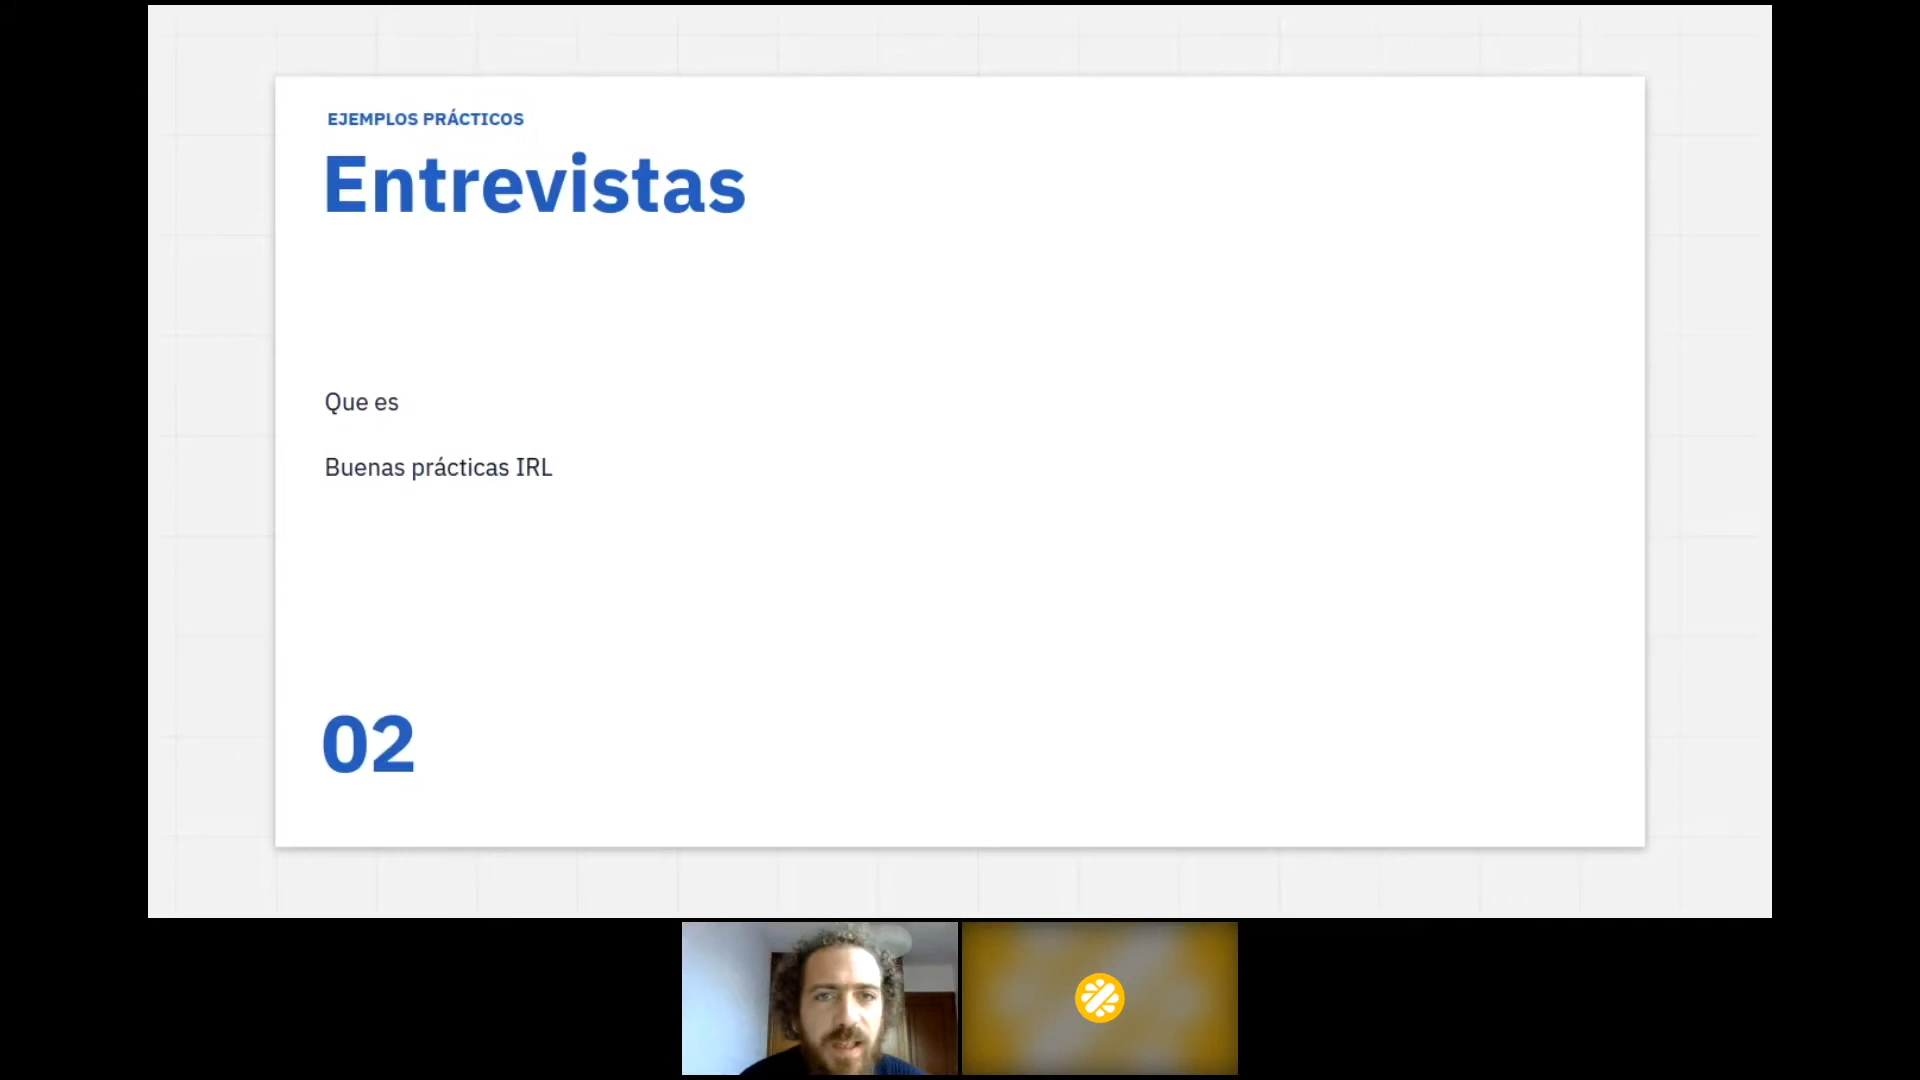 EJEMPLOS PRÁCTICOS
Entrevistas
Que es
Buenas prácticas IRL
02